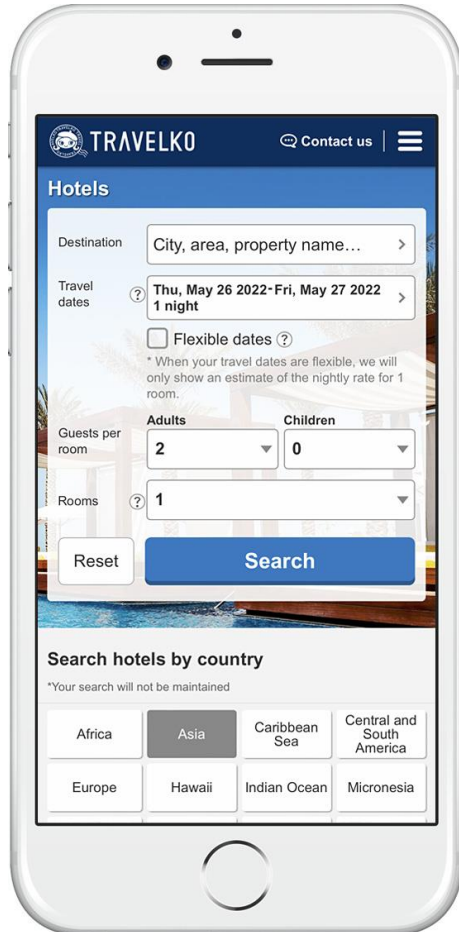 TRAVELKO
Contact us
Hotels
Destination
City, area, property name...
Travel
dates
?
Thu, May 26 2022-Fri, May 27 2022
1 night
Flexible dates ?
* When your travel dates are flexible, we will
only show an estimate of the nightly rate for 1
room.
Guests per
room
Adults
Children
2
0
Rooms
?
1
Reset
Search
Search hotels by country
*Your search will not be maintained
Africa
Asia
Caribbean
Sea
Central and
South
America
Europe
Hawaii
Indian Ocean
Micronesia